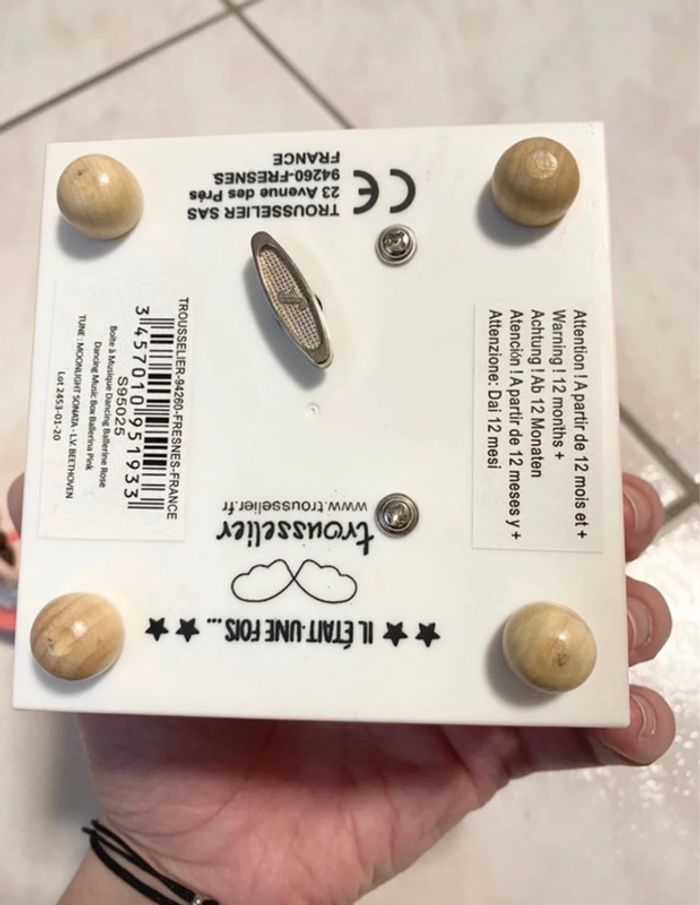 ★ ★ IL ÉTAIT·UNE FOIS ... ★ ★
trousselier
www.trousselier.fr
TROUSSELIER SAS
23 Avenue des Prés
94260-FRESNES
FRANCE
CE
TROUSSELIER-94260-FRESNES-FRANCE
3 457010 951933
S95025
Boite à Musique Dancing Ballerine Rose
Dancing Music Box Ballerina Pink
TUNE : MOONLIGHT SONATA - L.V. BEETHOVEN
Lot 2453-01-20
Attention ! A partir de 12 mois et +
Warning ! 12 months +
Achtung ! Ab 12 Monaten
Atención ! A partir de 12 meses y +
Attenzione: Dai 12 mesi